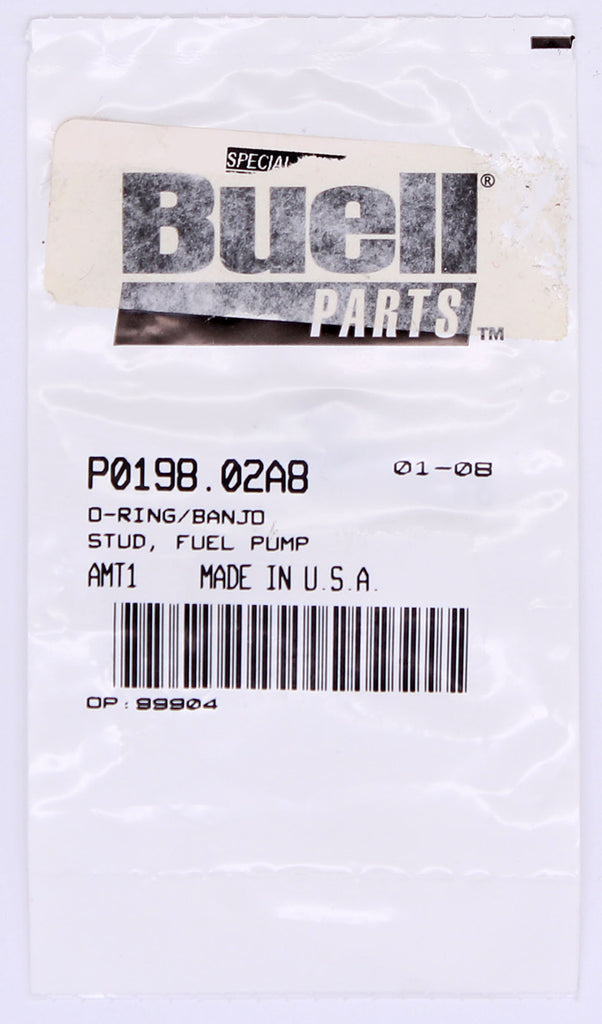 SPECIAL
Buell®
PARTS™
P0198.02A8 01-08
O-RING/BANJO
STUD, FUEL PUMP
AMT1 MADE IN U.S.A.
OP:99904